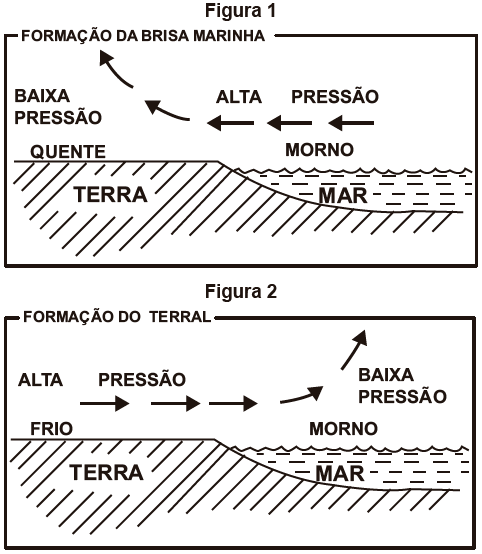 Figura 1
FORMAÇÃO DA BRISA MARINHA
BAIXA
PRESSÃO
ALTA PRESSÃO
QUENTE
MORNO
TERRA
MAR
Figura 2
FORMAÇÃO DO TERRAL
ALTA PRESSÃO
BAIXA
PRESSÃO
FRIO
MORNO
TERRA
MAR